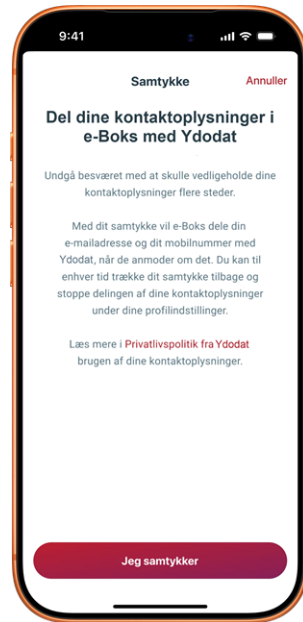 9:41
Samtykke
Annuller
Del dine kontaktoplysninger i
e-Boks med Ydodat
Undgå besværet med at skulle vedligeholde dine
kontaktoplysninger flere steder.
Med dit samtykke vil e-Boks dele din
e-mailadresse og dit mobilnummer med
Ydodat, når de anmoder om det. Du kan til
enhver tid trække dit samtykke tilbage og
stoppe delingen af dine kontaktoplysninger
under dine profilindstillinger.
Læs mere i Privatlivspolitik fra Ydodat
brugen af dine kontaktoplysninger.
Jeg samtykker